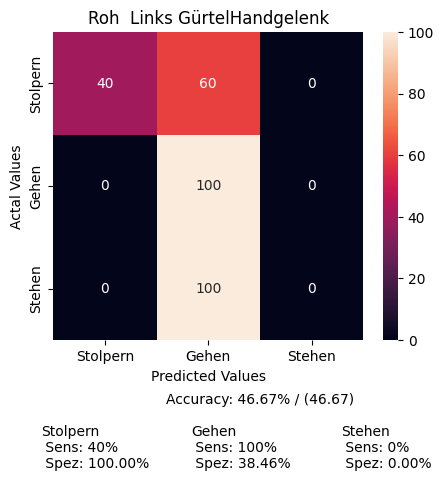 Roh  Links GürtelHandgelenk
Stolpern
40
60
0
100
80
60
40
20
0
Actal Values
Gehen
0
100
0
Stehen
0
100
0
Stolpern Gehen Stehen
Predicted Values
Accuracy: 46.67% / (46.67)
Stolpern Gehen Stehen
Sens: 40% Sens: 100% Sens: 0%
Spez: 100.00% Spez: 38.46% Spez: 0.00%